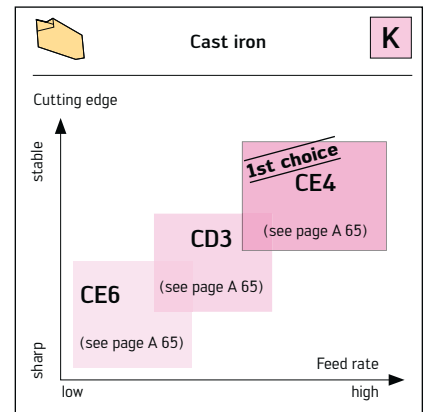 Cast iron
K
Cutting edge
stable
1st choice
CE4
(see page A 65)
CD3
(see page A 65)
CE6
(see page A 65)
sharp
Feed rate
low
high